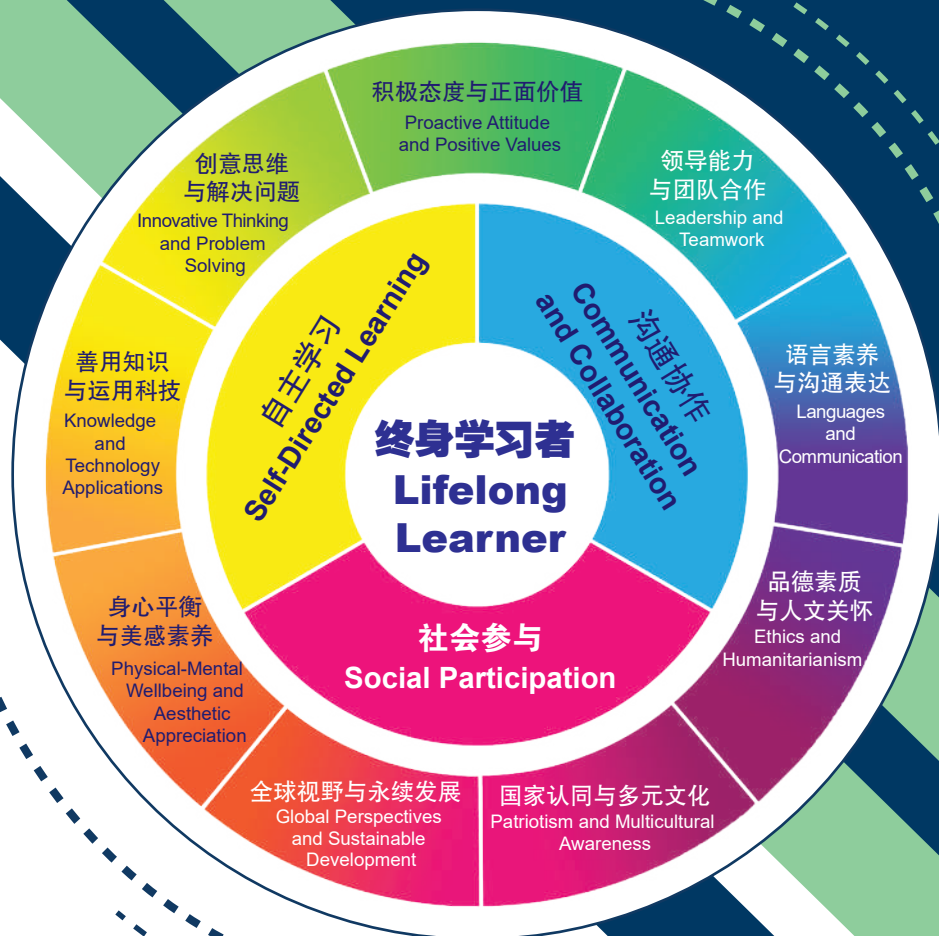 积极态度与正面价值
Proactive Attitude
and Positive Values
领导能力
与团队合作
Leadership and
Teamwork
语言素养
与沟通表达
Languages
and
Communication
品德素质
与人文关怀
Ethics and
Humanitarianism
国家认同与多元文化
Patriotism and Multicultural
Awareness
全球视野与永续发展
Global Perspectives
and Sustainable
Development
身心平衡
与美感素养
Physical-Mental
Wellbeing and
Aesthetic
Appreciation
善用知识
与运用科技
Knowledge
and
Technology
Applications
创意思维
与解决问题
Innovative Thinking
and Problem
Solving
自主学习
Self-Directed Learning
沟通协作
Communication
and Collaboration
社会参与
Social Participation
终身学习者
Lifelong
Learner